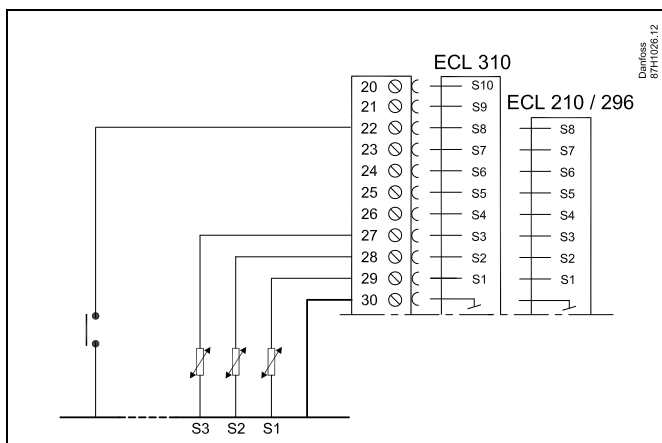 Danfoss
87H1026.12
ECL 310
ECL 210 / 296
20 S10
21 S9
22 S8 S8
23 S7 S7
24 S6 S6
25 S5 S5
26 S4 S4
27 S3 S3
28 S2 S2
29 S1 S1
30
S3 S2 S1